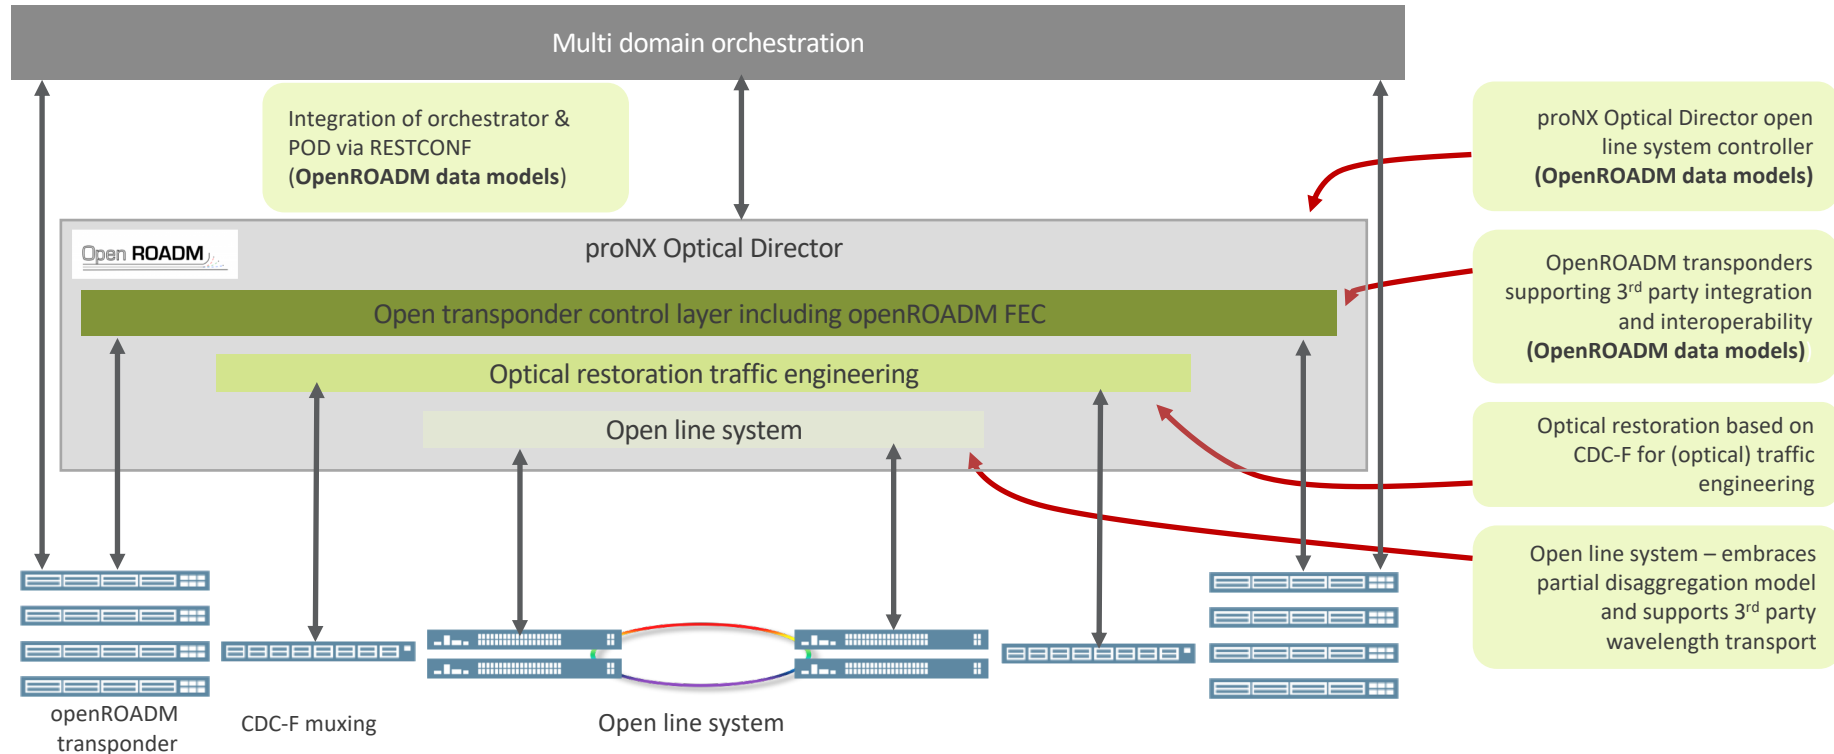 Multi domain orchestration
Integration of orchestrator &
POD via RESTCONF
(OpenROADM data models)
proNX Optical Director open
line system controller
(OpenROADM data models)
Open ROADM
proNX Optical Director
OpenROADM transponders
supporting 3rd party integration
and interoperability
(OpenROADM data models))
Open transponder control layer including openROADM FEC
Optical restoration traffic engineering
Open line system
Optical restoration based on
CDC-F for (optical) traffic
engineering
Open line system – embraces
partial disaggregation model
and supports 3rd party
wavelength transport
openROADM
transponder
CDC-F muxing
Open line system